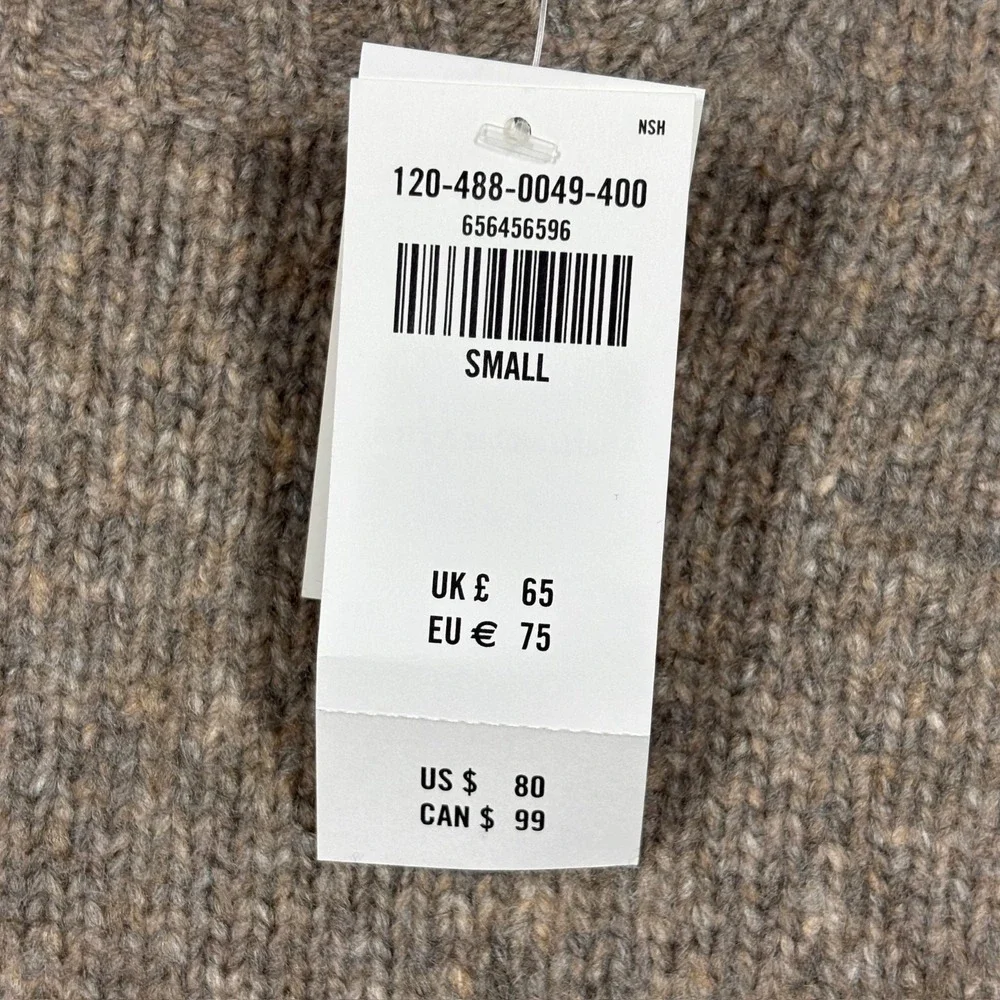 NSH
120-488-0049-400
656456596
SMALL
UK £ 65
EU € 75
US $ 80
CAN $ 99